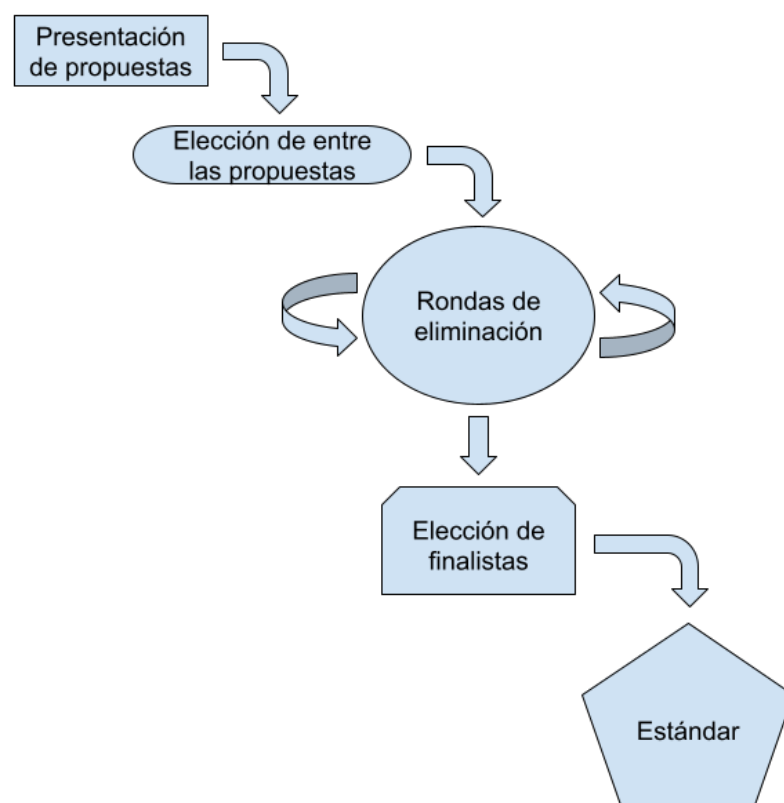 Presentación
de propuestas
Elección de entre
las propuestas
Rondas de
eliminación
Elección de
finalistas
Estándar